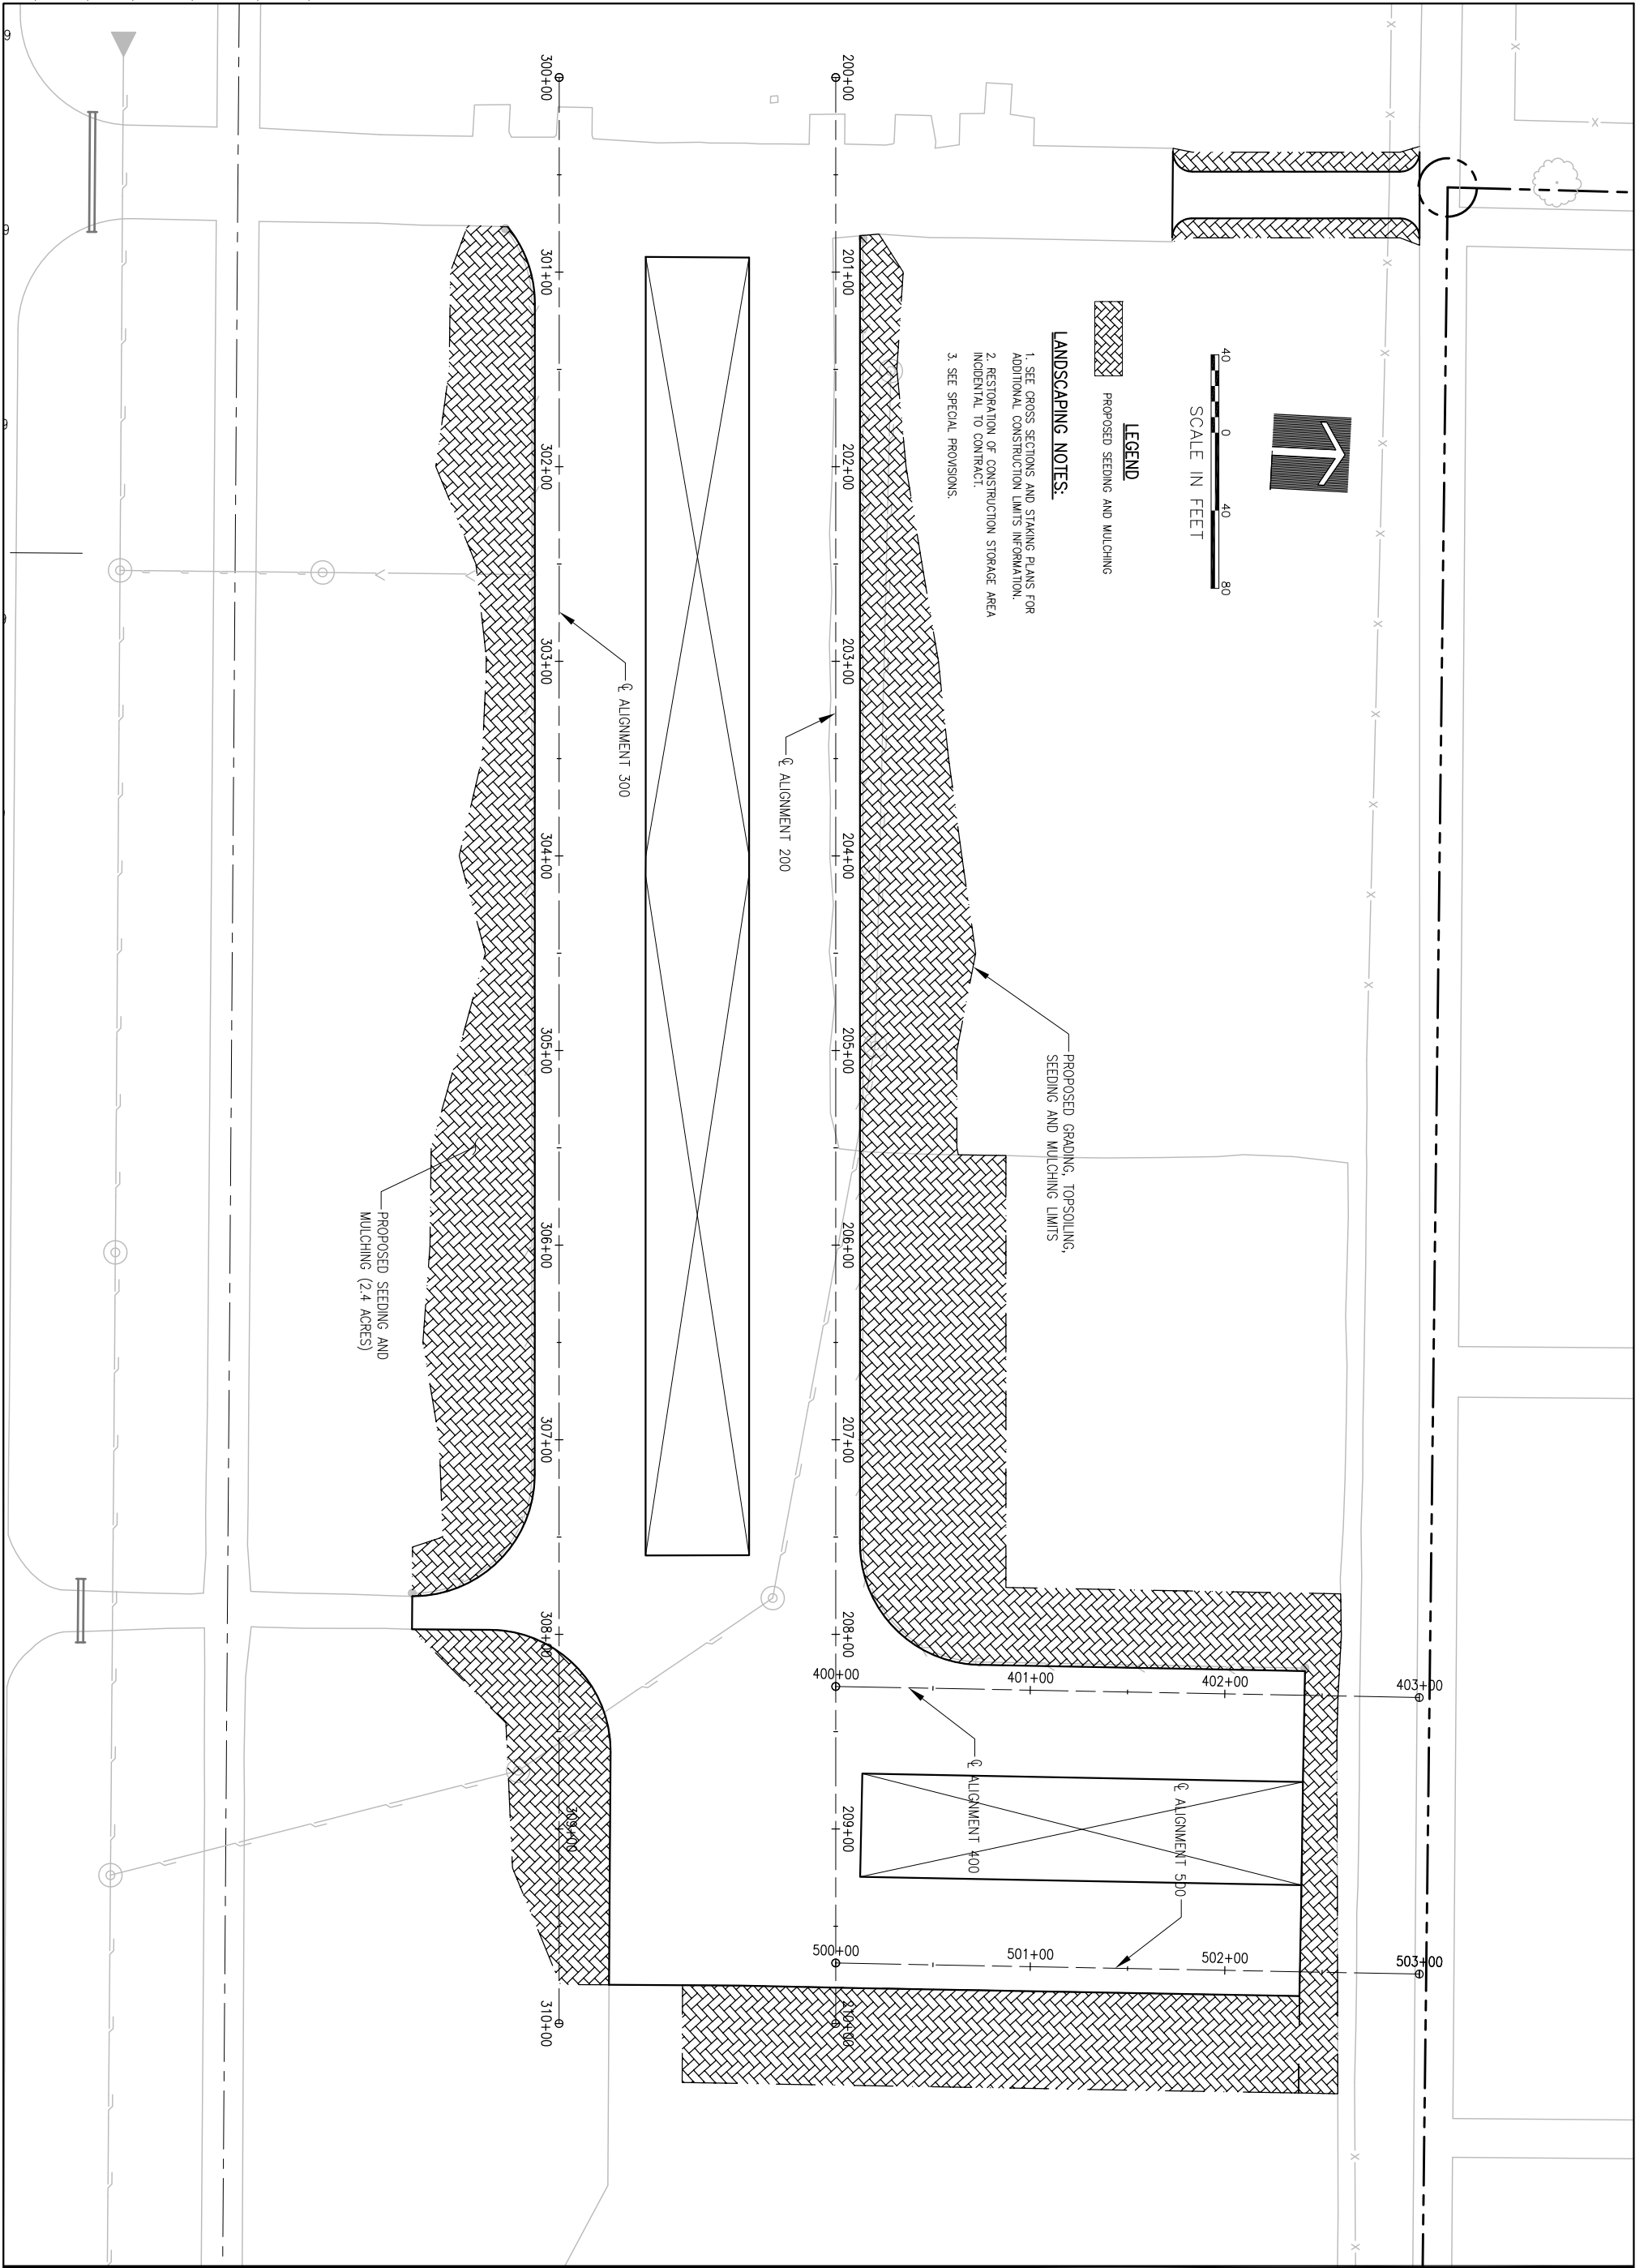 40 0 40 80
SCALE IN FEET
LEGEND
PROPOSED SEEDING AND MULCHING
LANDSCAPING NOTES:
1. SEE CROSS SECTIONS AND STAKING PLANS FOR
ADDITIONAL CONSTRUCTION LIMITS INFORMATION.
2. RESTORATION OF CONSTRUCTION STORAGE AREA
INCIDENTAL TO CONTRACT.
3. SEE SPECIAL PROVISIONS.
PROPOSED GRADING, TOPSOILING,
SEEDING AND MULCHING LIMITS
403+00
503+00
402+00
502+00
401+00
501+00
400+00
500+00
℄ ALIGNMENT 500
℄ ALIGNMENT 400
200+00 201+00 202+00 203+00 204+00 205+00 206+00 207+00 208+00 209+00 210+00
℄ ALIGNMENT 200
℄ ALIGNMENT 300
300+00 301+00 302+00 303+00 304+00 305+00 306+00 307+00 308+00 309+00 310+00
PROPOSED SEEDING AND
MULCHING (2.4 ACRES)